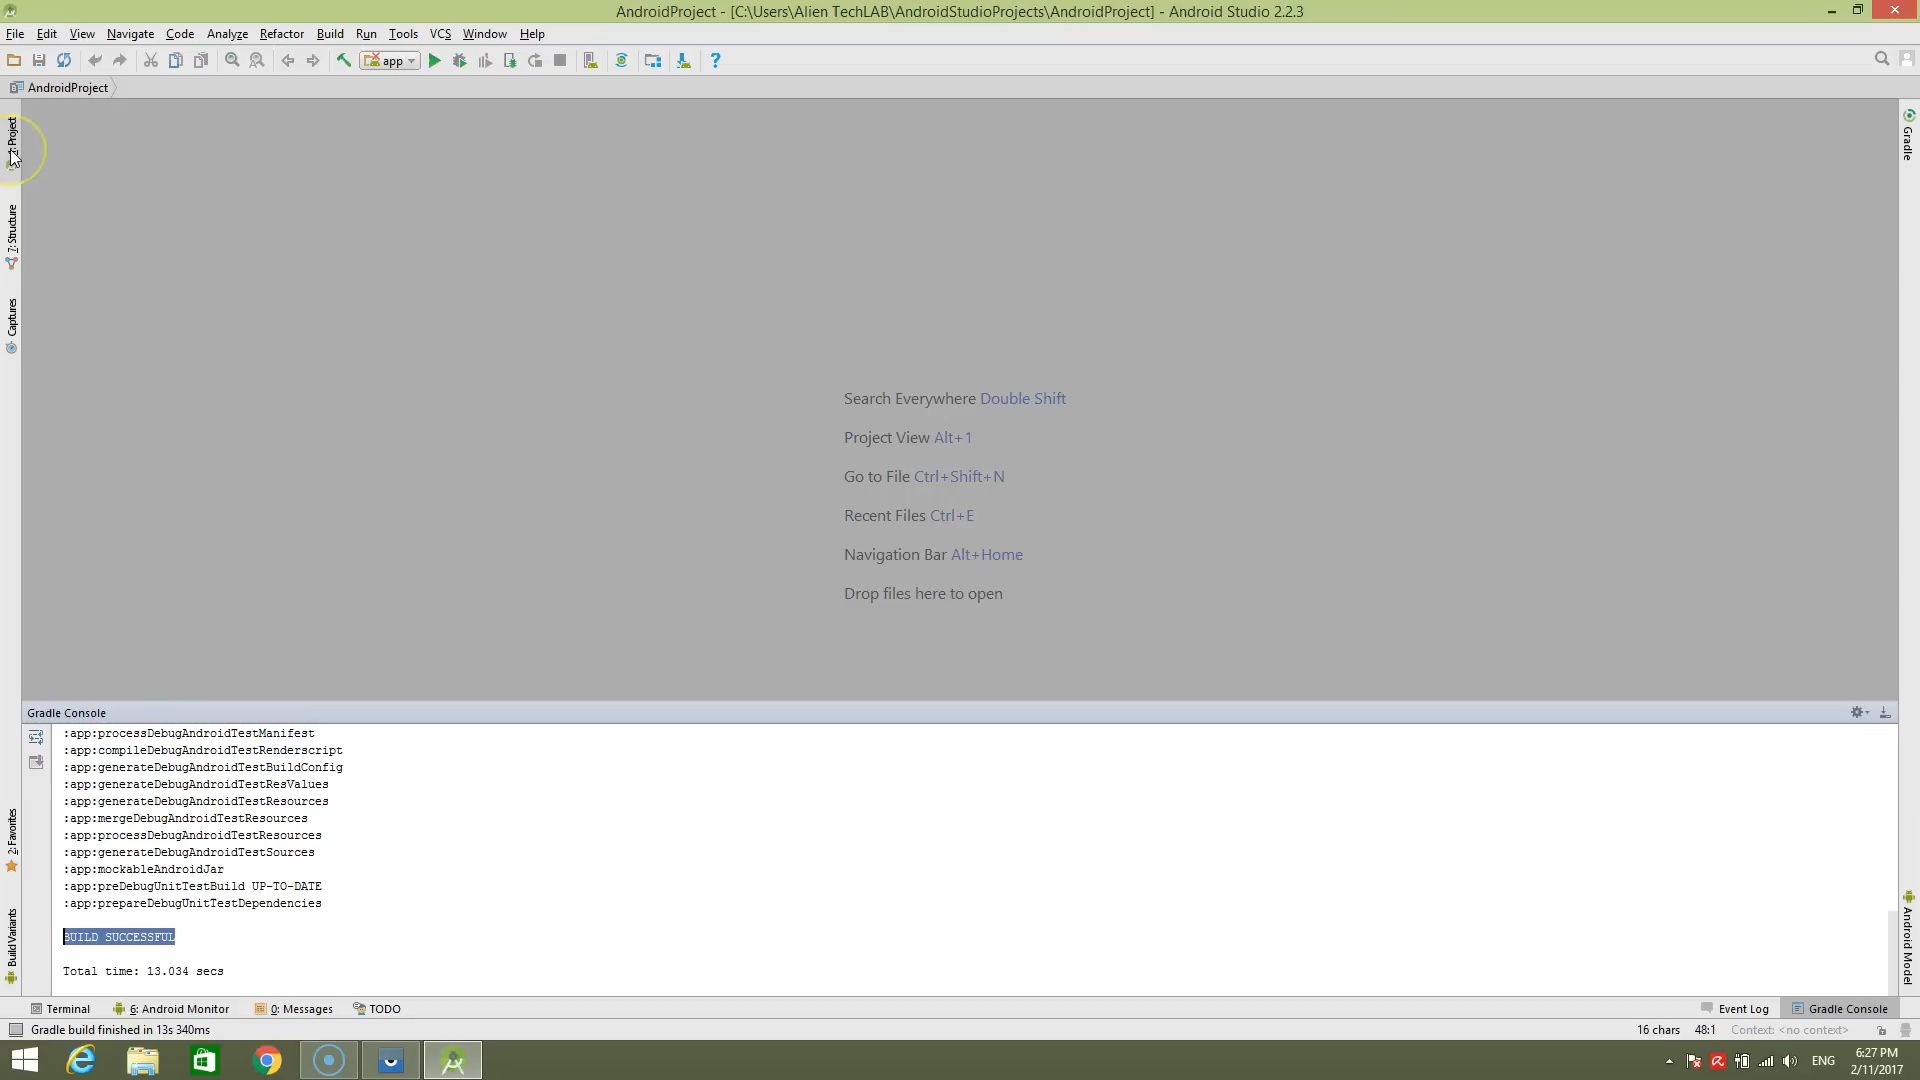 AndroidProject - [C:\Users\Alien TechLAB\AndroidStudioProjects\AndroidProject] - Android Studio 2.2.3
File Edit View Navigate Code Analyze Refactor Build Run Tools VCS Window Help
app
AndroidProject
Project
7: Structure
Captures
2: Favorites
Build Variants
Gradle
Android Model
Search Everywhere Double Shift
Project View Alt+1
Go to File Ctrl+Shift+N
Recent Files Ctrl+E
Navigation Bar Alt+Home
Drop files here to open
Gradle Console
:app:processDebugAndroidTestManifest
:app:compileDebugAndroidTestRenderscript
:app:generateDebugAndroidTestBuildConfig
:app:generateDebugAndroidTestResValues
:app:generateDebugAndroidTestResources
:app:mergeDebugAndroidTestResources
:app:processDebugAndroidTestResources
:app:generateDebugAndroidTestSources
:app:mockableAndroidJar
:app:preDebugUnitTestBuild UP-TO-DATE
:app:prepareDebugUnitTestDependencies
BUILD SUCCESSFUL
Total time: 13.034 secs
Terminal 6: Android Monitor 0: Messages TODO Event Log Gradle Console
Gradle build finished in 13s 340ms 16 chars 48:1 Context: <no context>
ENG 6:27 PM
2/11/2017